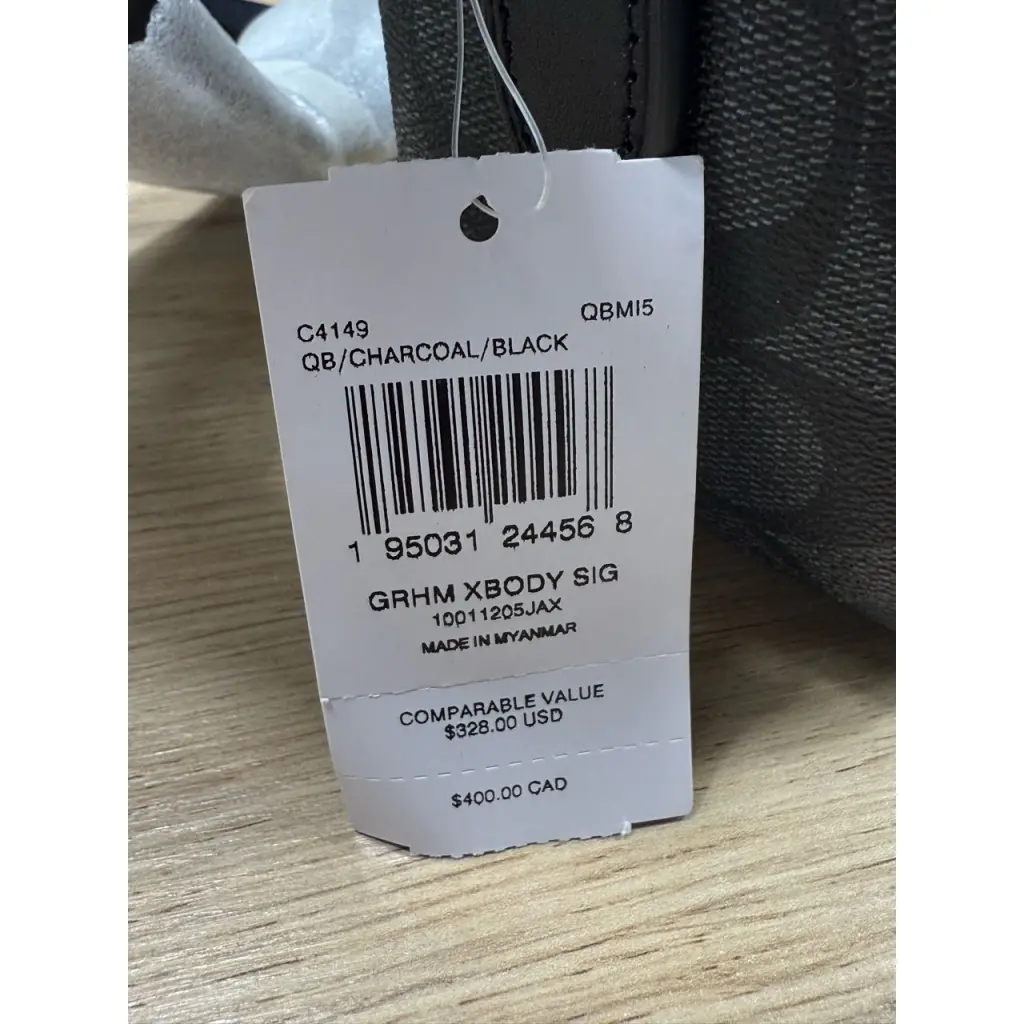 C4149 QBMI5
QB/CHARCOAL/BLACK
1 95031 24456 8
GRHM XBODY SIG
10011205JAX
MADE IN MYANMAR
COMPARABLE VALUE
$328.00 USD
$400.00 CAD